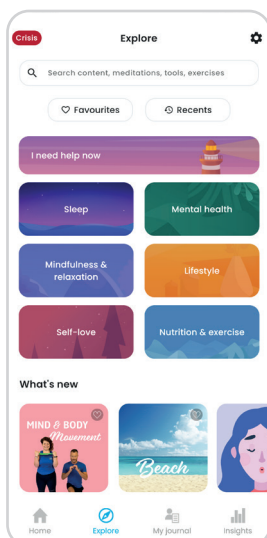 Crisis
Explore
Search content, meditations, tools, exercises
Favourites
Recents
I need help now
Sleep
Mental health
Mindfulness &
relaxation
Lifestyle
Self-love
Nutrition & exercise
What's new
MIND & BODY
Movement
Beach
Home
Explore
My journal
Insights